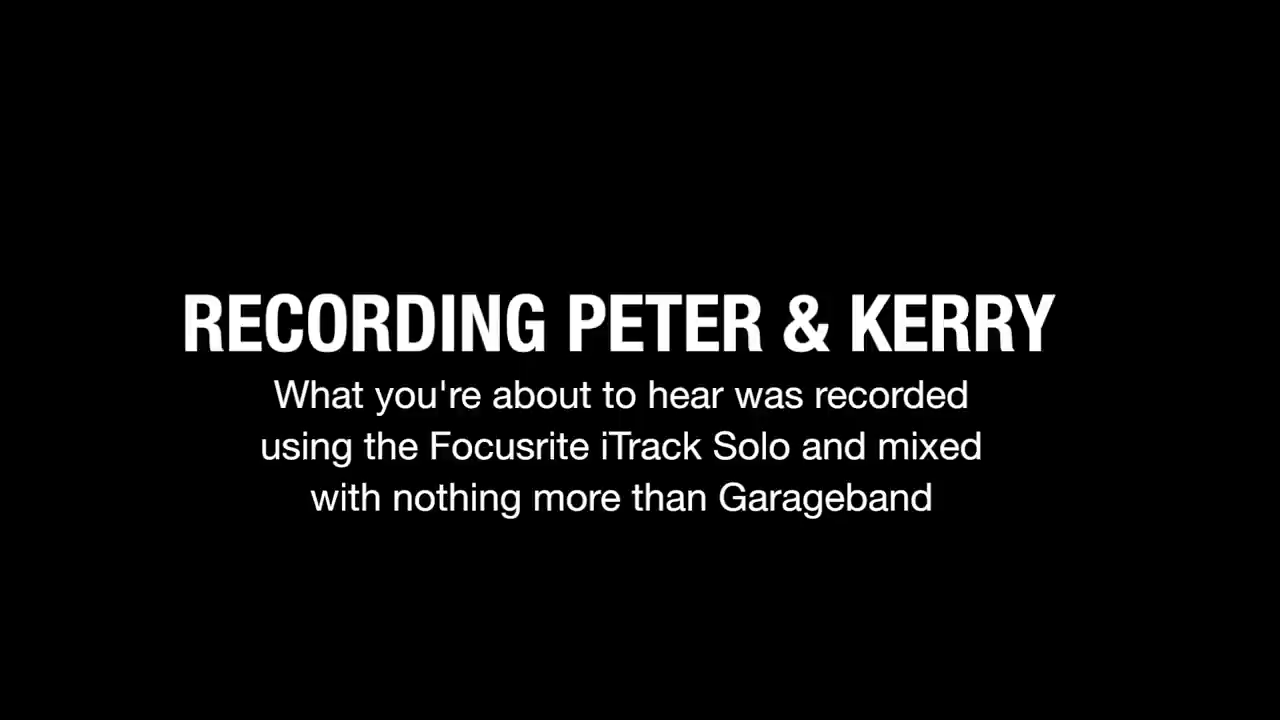 RECORDING PETER & KERRY
What you're about to hear was recorded
using the Focusrite iTrack Solo and mixed
with nothing more than Garageband